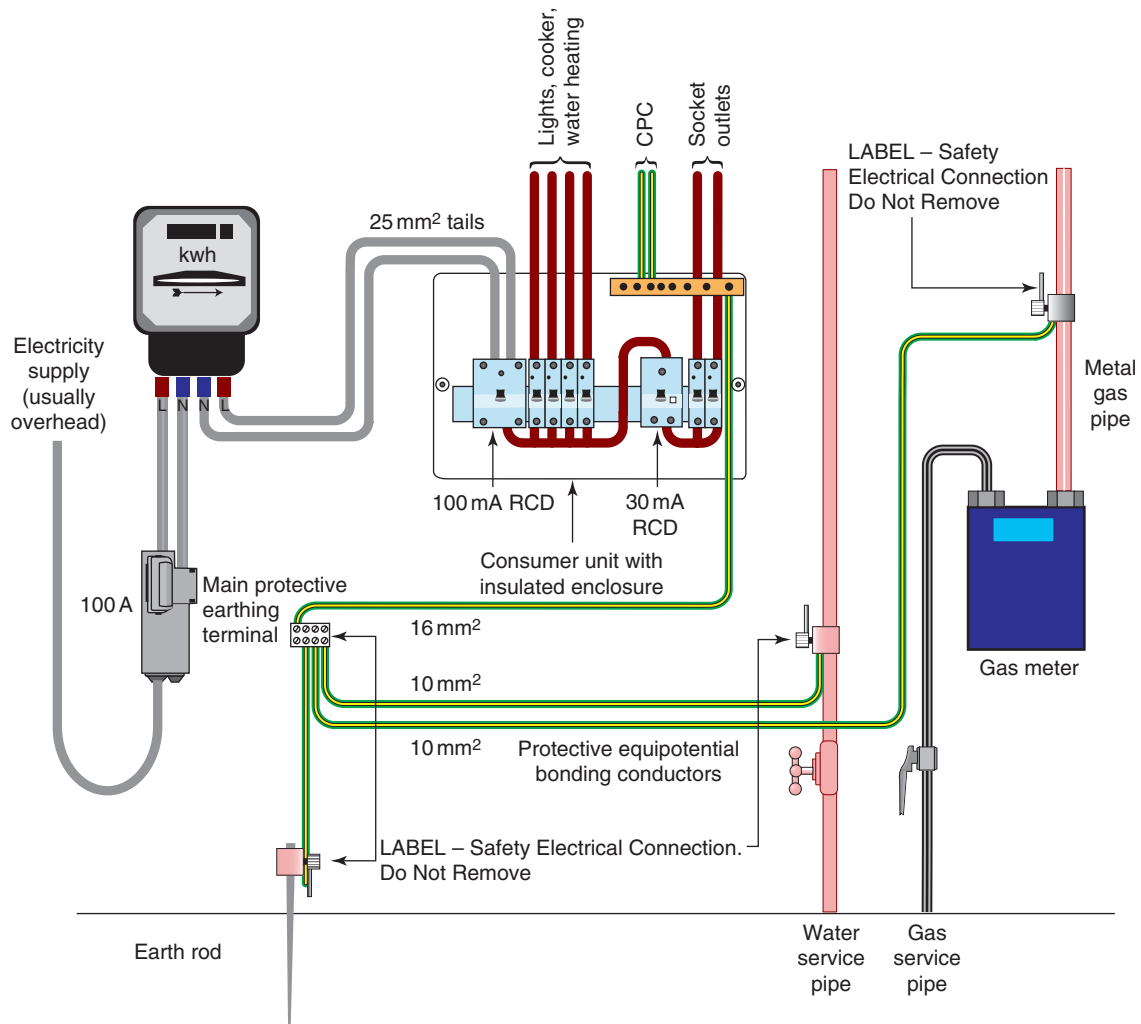 Lights, cooker,
water heating
CPC
Socket
outlets
LABEL – Safety
Electrical Connection
Do Not Remove
25 mm² tails
kwh
Electricity
supply
(usually
overhead)
L
N
N
L
Metal
gas
pipe
100 mA RCD
30 mA
RCD
Consumer unit with
insulated enclosure
100 A
Main protective
earthing
terminal
16 mm²
Gas meter
10 mm²
10 mm²
Protective equipotential
bonding conductors
LABEL – Safety Electrical Connection.
Do Not Remove
Earth rod
Water
service
pipe
Gas
service
pipe